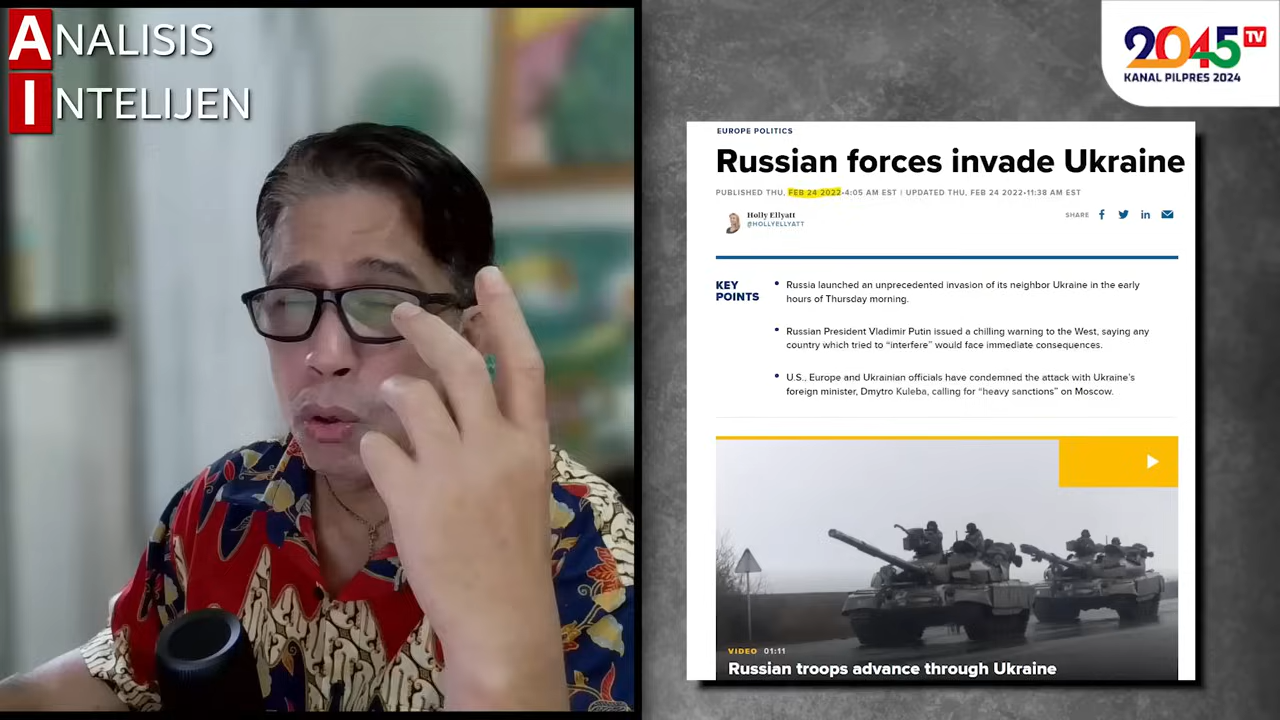 ANALISIS
INTELIJEN
2045 TV
KANAL PILPRES 2024
EUROPE POLITICS
Russian forces invade Ukraine
PUBLISHED THU, FEB 24 2022•4:05 AM EST | UPDATED THU, FEB 24 2022•11:38 AM EST
Holly Ellyatt
@HOLLYELLYATT
SHARE
KEY
POINTS
Russia launched an unprecedented invasion of its neighbor Ukraine in the early
hours of Thursday morning.
Russian President Vladimir Putin issued a chilling warning to the West, saying any
country which tried to “interfere” would face immediate consequences.
U.S., Europe and Ukrainian officials have condemned the attack with Ukraine’s
foreign minister, Dmytro Kuleba, calling for “heavy sanctions” on Moscow.
VIDEO 01:11
Russian troops advance through Ukraine